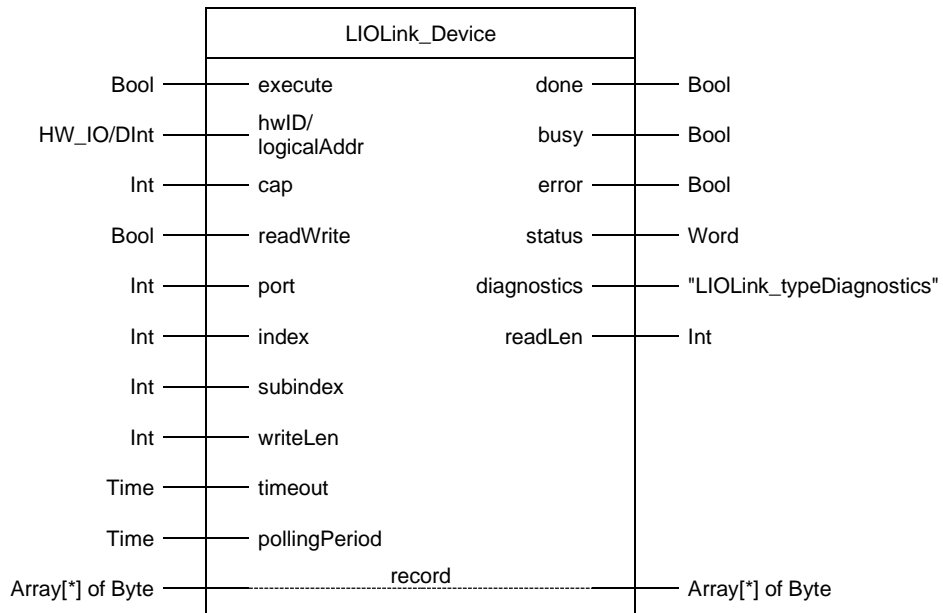 LIOLink_Device
Bool execute done Bool
HW_IO/DInt hwID/ busy Bool
logicalAddr
Int cap error Bool
Bool readWrite status Word
Int port diagnostics "LIOLink_typeDiagnostics"
Int index readLen Int
Int subindex
Int writeLen
Time timeout
Time pollingPeriod
Array[*] of Byte record Array[*] of Byte